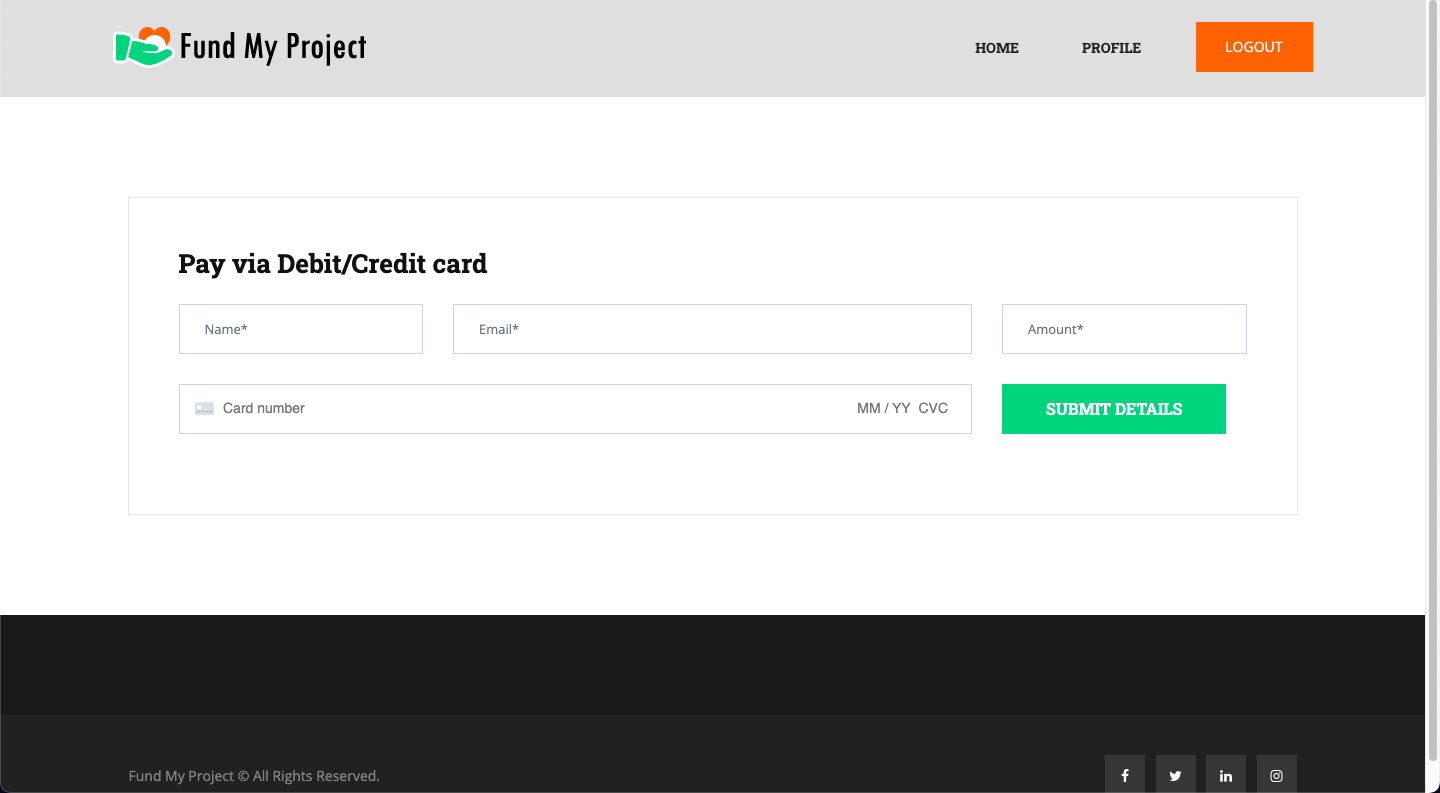 Fund My Project
HOME PROFILE LOGOUT
Pay via Debit/Credit card
Name* Email* Amount*
Card number MM / YY CVC SUBMIT DETAILS
Fund My Project © All Rights Reserved.